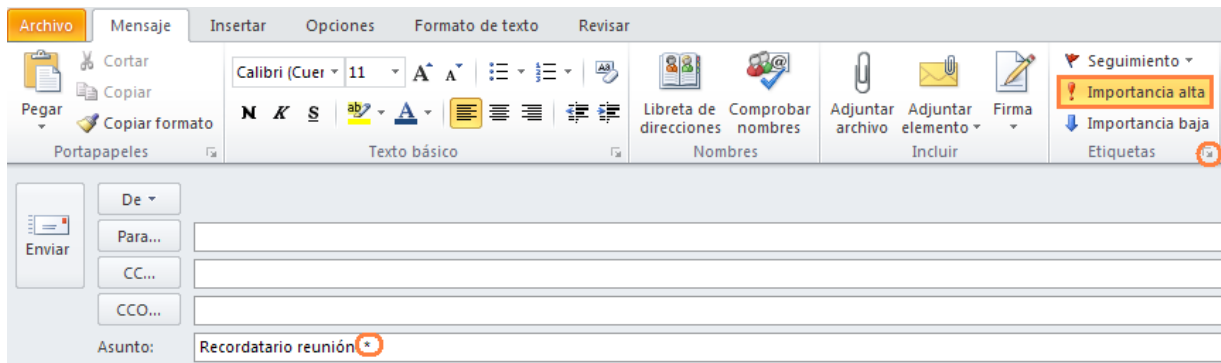 Archivo Mensaje Insertar Opciones Formato de texto Revisar
Pegar
Cortar
Copiar
Copiar formato
Portapapeles
Calibri (Cuer 11 A A
N K S ab A
Texto básico
Libreta de direcciones
Comprobar nombres
Nombres
Adjuntar archivo
Adjuntar elemento
Firma
Incluir
Seguimiento
Importancia alta
Importancia baja
Etiquetas
Enviar
De
Para...
CC...
CCO...
Asunto: Recordatario reunión *